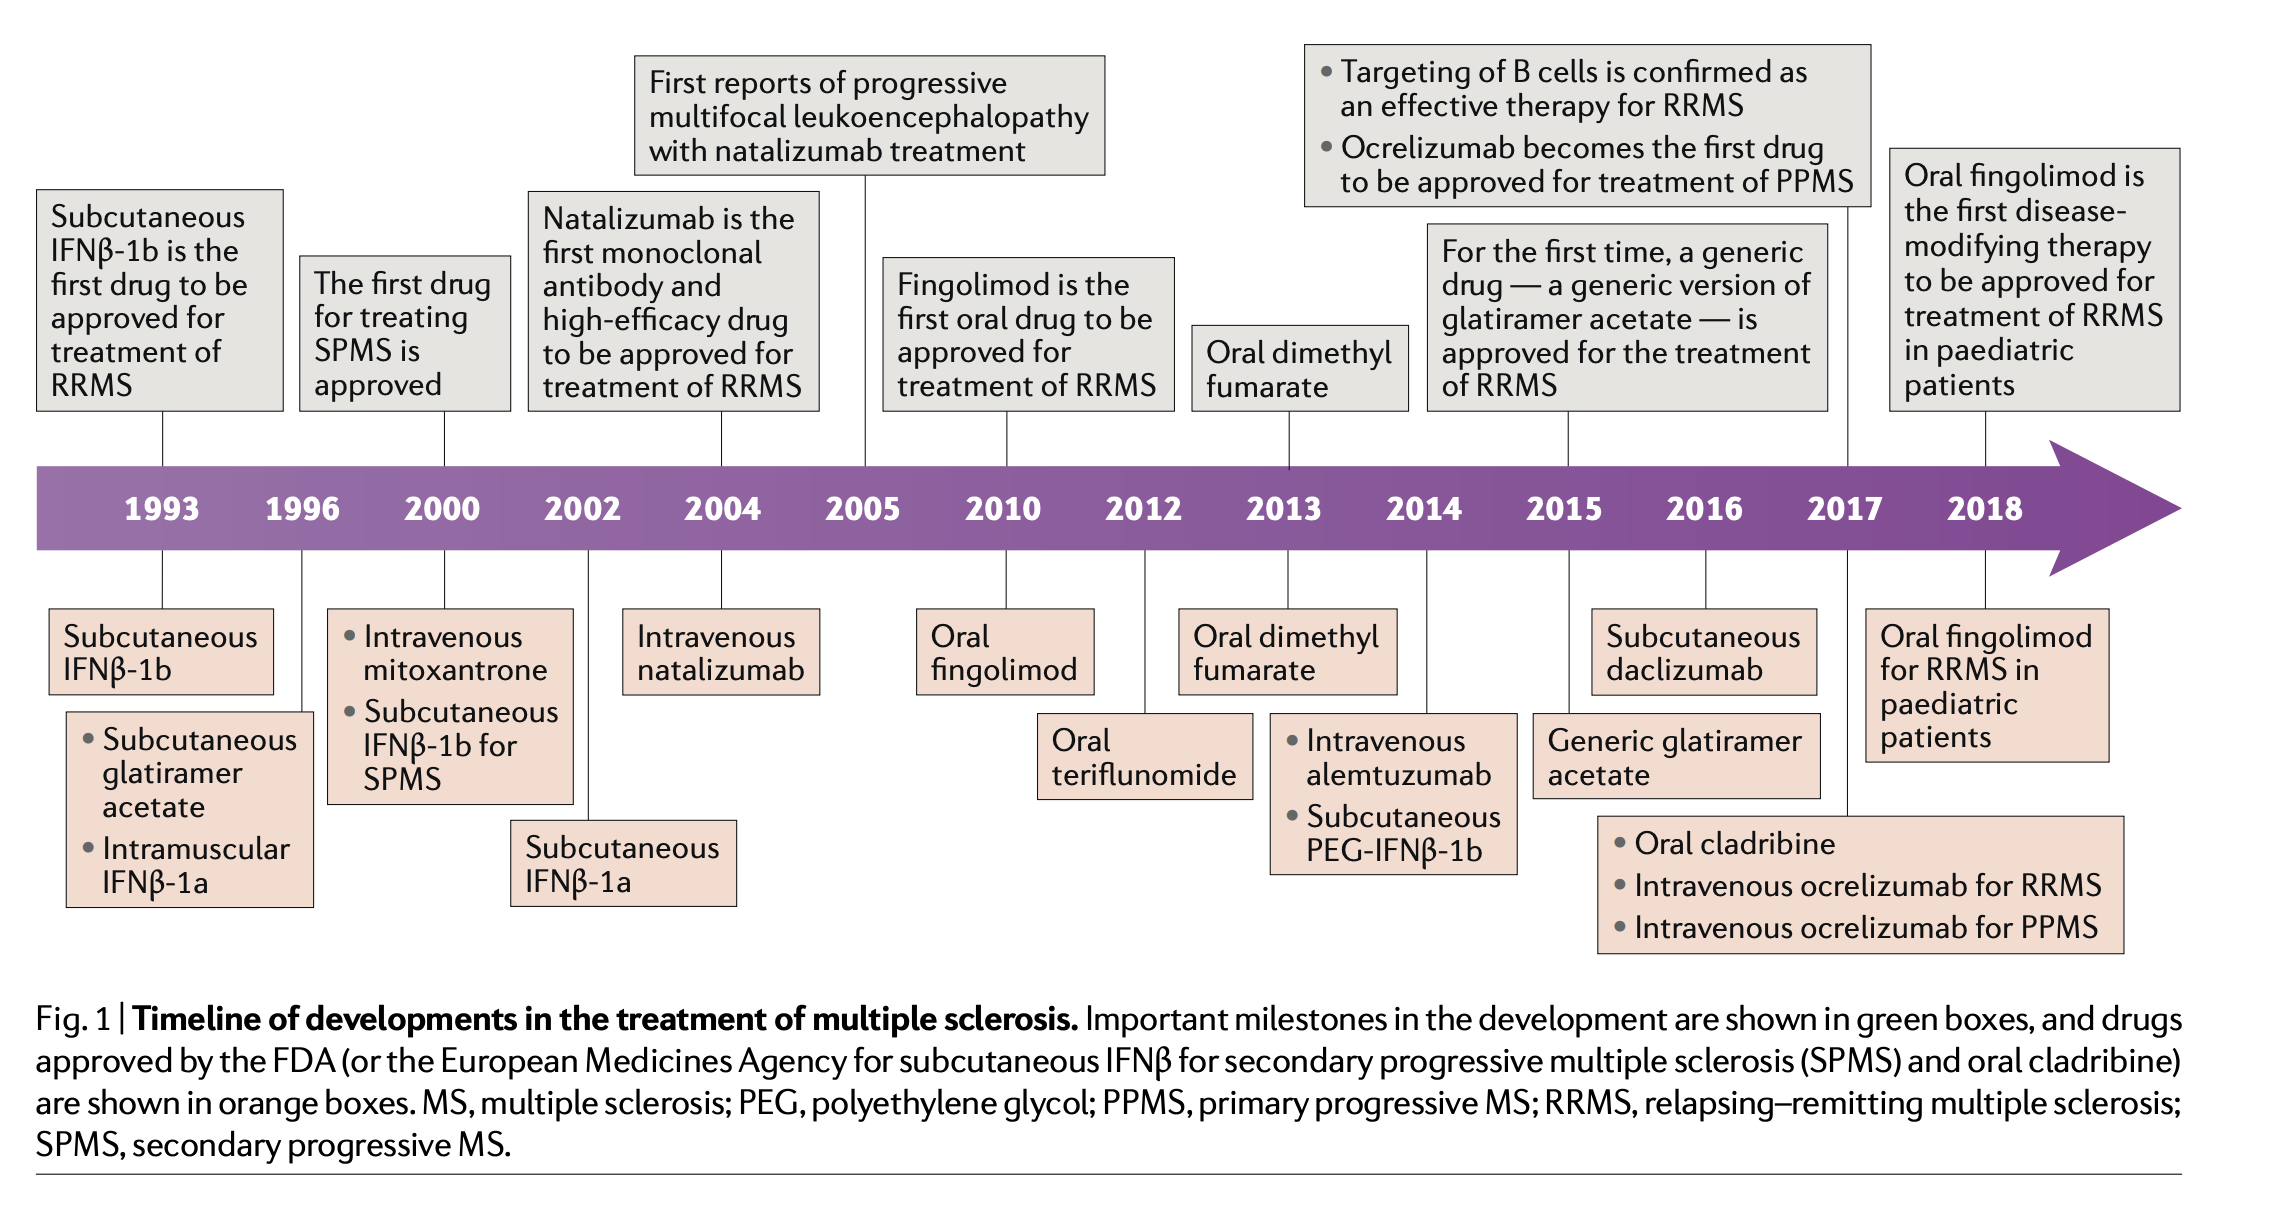 First reports of progressive
multifocal leukoencephalopathy
with natalizumab treatment
• Targeting of B cells is confirmed as
an effective therapy for RRMS
• Ocrelizumab becomes the first drug
to be approved for treatment of PPMS
Subcutaneous
IFNβ-1b is the
first drug to be
approved for
treatment of
RRMS
The first drug
for treating
SPMS is
approved
Natalizumab is the
first monoclonal
antibody and
high-efficacy drug
to be approved for
treatment of RRMS
Fingolimod is the
first oral drug to be
approved for
treatment of RRMS
Oral dimethyl
fumarate
For the first time, a generic
drug — a generic version of
glatiramer acetate — is
approved for the treatment
of RRMS
Oral fingolimod is
the first disease-
modifying therapy
to be approved for
treatment of RRMS
in paediatric
patients
1993 1996 2000 2002 2004 2005 2010 2012 2013 2014 2015 2016 2017 2018
Subcutaneous
IFNβ-1b
• Subcutaneous
glatiramer
acetate
• Intramuscular
IFNβ-1a
• Intravenous
mitoxantrone
• Subcutaneous
IFNβ-1b for
SPMS
Subcutaneous
IFNβ-1a
Intravenous
natalizumab
Oral
fingolimod
Oral
teriflunomide
Oral dimethyl
fumarate
• Intravenous
alemtuzumab
• Subcutaneous
PEG-IFNβ-1b
Generic glatiramer
acetate
Subcutaneous
daclizumab
• Oral cladribine
• Intravenous ocrelizumab for RRMS
• Intravenous ocrelizumab for PPMS
Oral fingolimod
for RRMS in
paediatric
patients
Fig. 1 | Timeline of developments in the treatment of multiple sclerosis. Important milestones in the development are shown in green boxes, and drugs
approved by the FDA (or the European Medicines Agency for subcutaneous IFNβ for secondary progressive multiple sclerosis (SPMS) and oral cladribine)
are shown in orange boxes. MS, multiple sclerosis; PEG, polyethylene glycol; PPMS, primary progressive MS; RRMS, relapsing–remitting multiple sclerosis;
SPMS, secondary progressive MS.